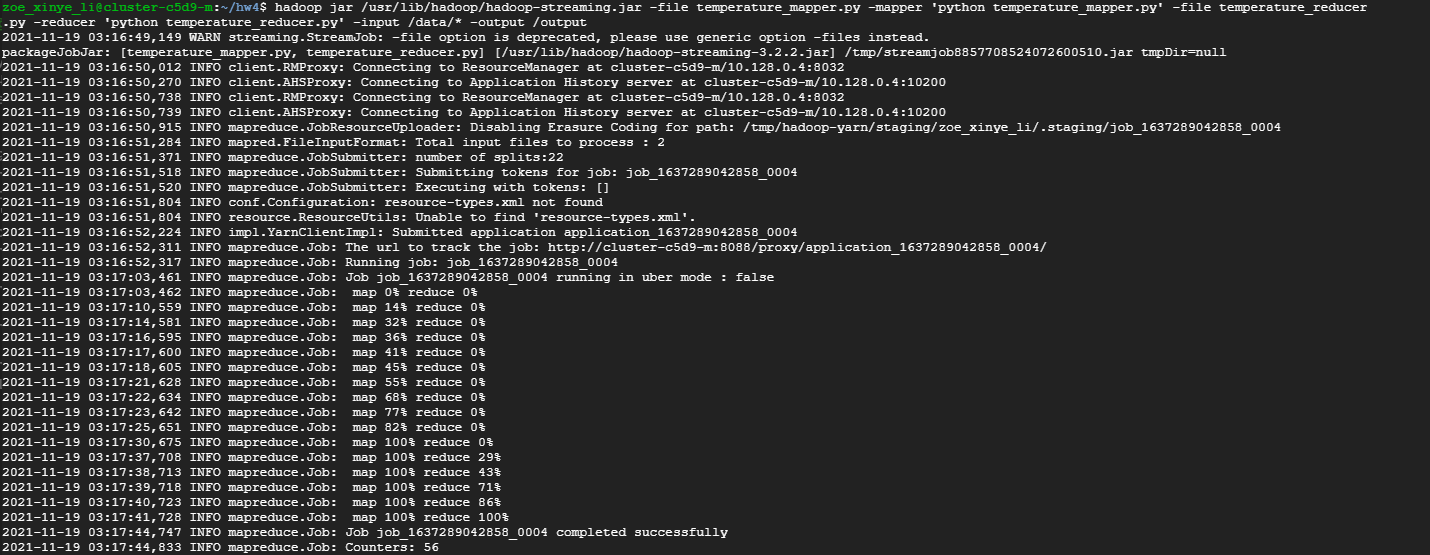 zoe_xinye_li@cluster-c5d9-m:~/hw4$ hadoop jar /usr/lib/hadoop/hadoop-streaming.jar -file temperature_mapper.py -mapper 'python temperature_mapper.py' -file temperature_reducer
.py -reducer 'python temperature_reducer.py' -input /data/* -output /output
2021-11-19 03:16:49,149 WARN streaming.StreamJob: -file option is deprecated, please use generic option -files instead.
packageJobJar: [temperature_mapper.py, temperature_reducer.py] [/usr/lib/hadoop/hadoop-streaming-3.2.2.jar] /tmp/streamjob8857708524072600510.jar tmpDir=null
2021-11-19 03:16:50,012 INFO client.RMProxy: Connecting to ResourceManager at cluster-c5d9-m/10.128.0.4:8032
2021-11-19 03:16:50,270 INFO client.AHSProxy: Connecting to Application History server at cluster-c5d9-m/10.128.0.4:10200
2021-11-19 03:16:50,738 INFO client.RMProxy: Connecting to ResourceManager at cluster-c5d9-m/10.128.0.4:8032
2021-11-19 03:16:50,739 INFO client.AHSProxy: Connecting to Application History server at cluster-c5d9-m/10.128.0.4:10200
2021-11-19 03:16:50,915 INFO mapreduce.JobResourceUploader: Disabling Erasure Coding for path: /tmp/hadoop-yarn/staging/zoe_xinye_li/.staging/job_1637289042858_0004
2021-11-19 03:16:51,284 INFO mapred.FileInputFormat: Total input files to process : 2
2021-11-19 03:16:51,371 INFO mapreduce.JobSubmitter: number of splits:22
2021-11-19 03:16:51,518 INFO mapreduce.JobSubmitter: Submitting tokens for job: job_1637289042858_0004
2021-11-19 03:16:51,520 INFO mapreduce.JobSubmitter: Executing with tokens: []
2021-11-19 03:16:51,804 INFO conf.Configuration: resource-types.xml not found
2021-11-19 03:16:51,804 INFO resource.ResourceUtils: Unable to find 'resource-types.xml'.
2021-11-19 03:16:52,224 INFO impl.YarnClientImpl: Submitted application application_1637289042858_0004
2021-11-19 03:16:52,311 INFO mapreduce.Job: The url to track the job: http://cluster-c5d9-m:8088/proxy/application_1637289042858_0004/
2021-11-19 03:16:52,317 INFO mapreduce.Job: Running job: job_1637289042858_0004
2021-11-19 03:17:03,461 INFO mapreduce.Job: Job job_1637289042858_0004 running in uber mode : false
2021-11-19 03:17:03,462 INFO mapreduce.Job:  map 0% reduce 0%
2021-11-19 03:17:10,559 INFO mapreduce.Job:  map 14% reduce 0%
2021-11-19 03:17:14,581 INFO mapreduce.Job:  map 32% reduce 0%
2021-11-19 03:17:16,595 INFO mapreduce.Job:  map 36% reduce 0%
2021-11-19 03:17:17,600 INFO mapreduce.Job:  map 41% reduce 0%
2021-11-19 03:17:18,605 INFO mapreduce.Job:  map 45% reduce 0%
2021-11-19 03:17:21,628 INFO mapreduce.Job:  map 55% reduce 0%
2021-11-19 03:17:22,634 INFO mapreduce.Job:  map 68% reduce 0%
2021-11-19 03:17:23,642 INFO mapreduce.Job:  map 77% reduce 0%
2021-11-19 03:17:25,651 INFO mapreduce.Job:  map 82% reduce 0%
2021-11-19 03:17:30,675 INFO mapreduce.Job:  map 100% reduce 0%
2021-11-19 03:17:37,708 INFO mapreduce.Job:  map 100% reduce 29%
2021-11-19 03:17:38,713 INFO mapreduce.Job:  map 100% reduce 43%
2021-11-19 03:17:39,718 INFO mapreduce.Job:  map 100% reduce 71%
2021-11-19 03:17:40,723 INFO mapreduce.Job:  map 100% reduce 86%
2021-11-19 03:17:41,728 INFO mapreduce.Job:  map 100% reduce 100%
2021-11-19 03:17:44,747 INFO mapreduce.Job: Job job_1637289042858_0004 completed successfully
2021-11-19 03:17:44,833 INFO mapreduce.Job: Counters: 56